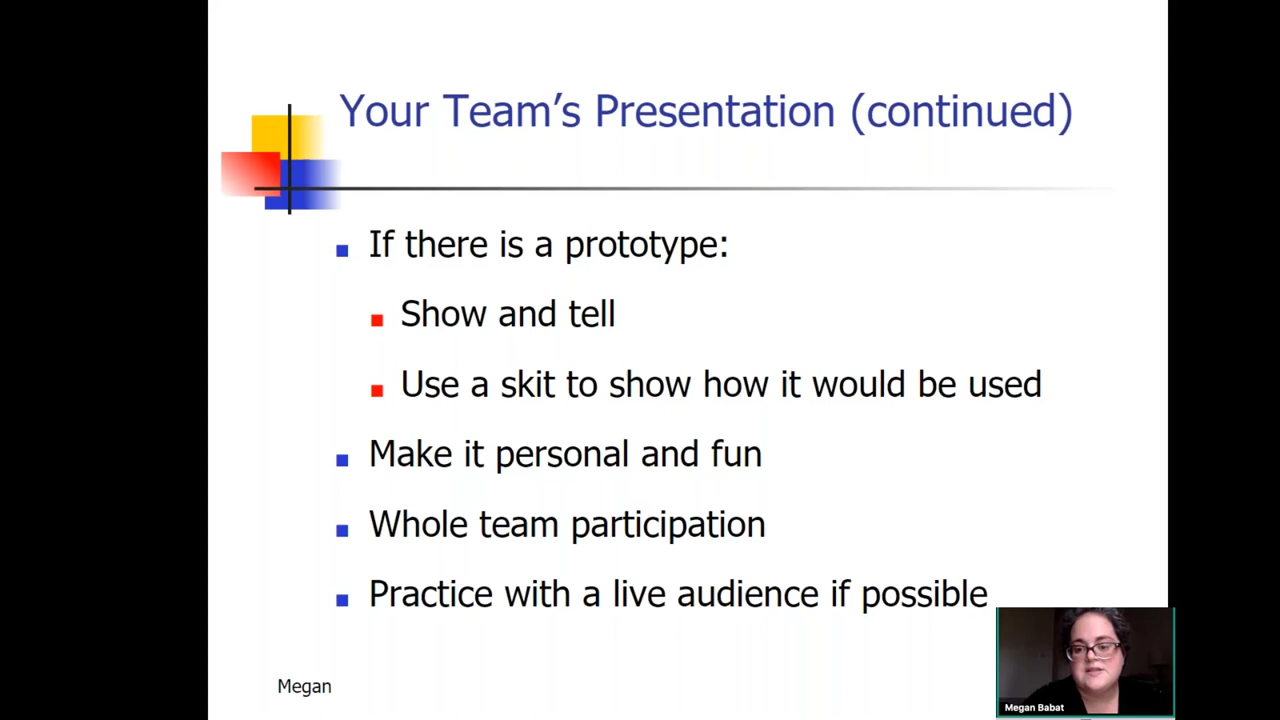 Your Team’s Presentation (continued)
If there is a prototype:
Show and tell
Use a skit to show how it would be used
Make it personal and fun
Whole team participation
Practice with a live audience if possible
Megan
Megan Babat